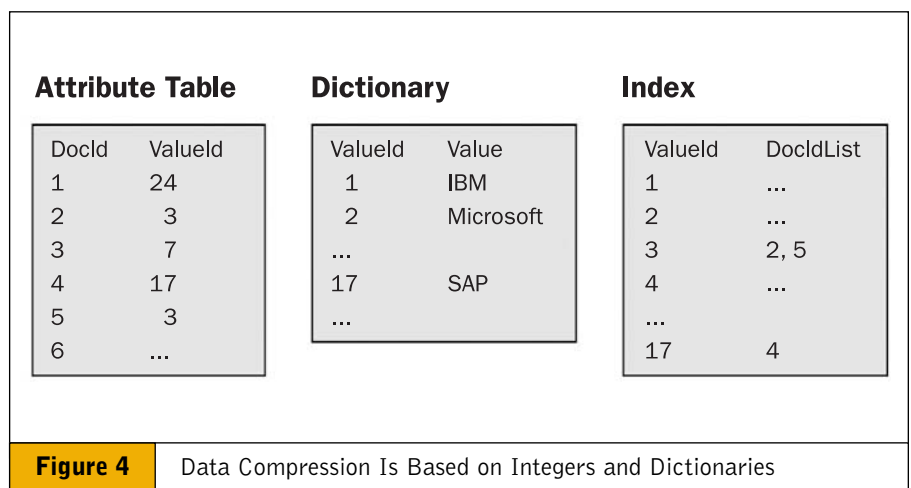 Attribute Table
DocId ValueId
1 24
2 3
3 7
4 17
5 3
6 ...
Dictionary
ValueId Value
1 IBM
2 Microsoft
...
17 SAP
...
Index
ValueId DocIdList
1 ...
2 ...
3 2, 5
4 ...
...
17 4
Figure 4 Data Compression Is Based on Integers and Dictionaries